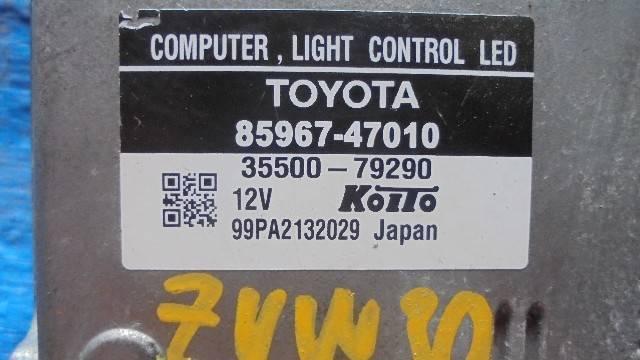 COMPUTER , LIGHT CONTROL LED
TOYOTA
85967-47010
35500-79290
12V KOITO
99PA2132029 Japan
ZVW30